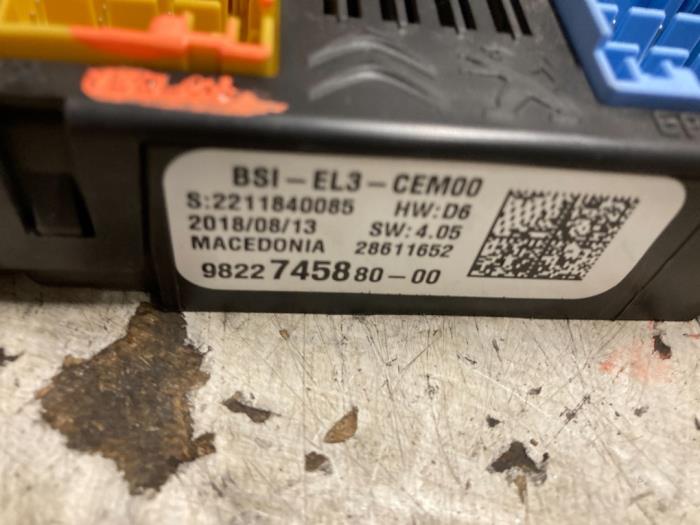 BSI-EL3-CEM00
S:2211840085 HW:D6
2018/08/13 SW:4.05
MACEDONIA 28611652
9822745880-00